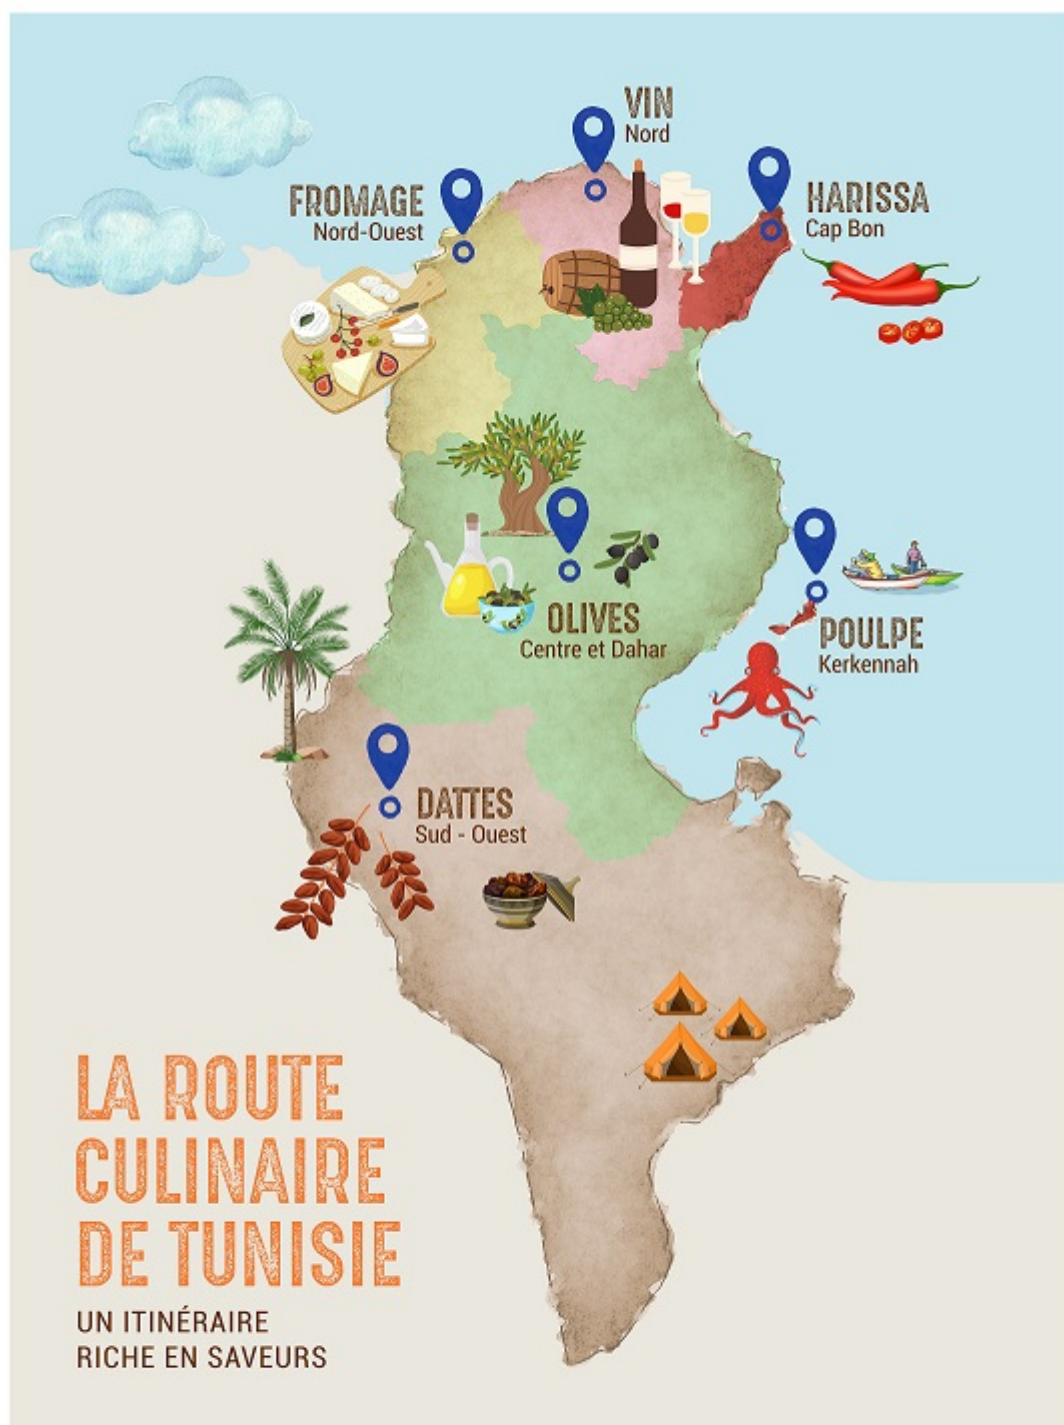 VIN
Nord
FROMAGE
Nord-Ouest
HARISSA
Cap Bon
OLIVES
Centre et Dahar
POULPE
Kerkennah
DATTES
Sud - Ouest
LA ROUTE
CULINAIRE
DE TUNISIE
UN ITINÉRAIRE
RICHE EN SAVEURS